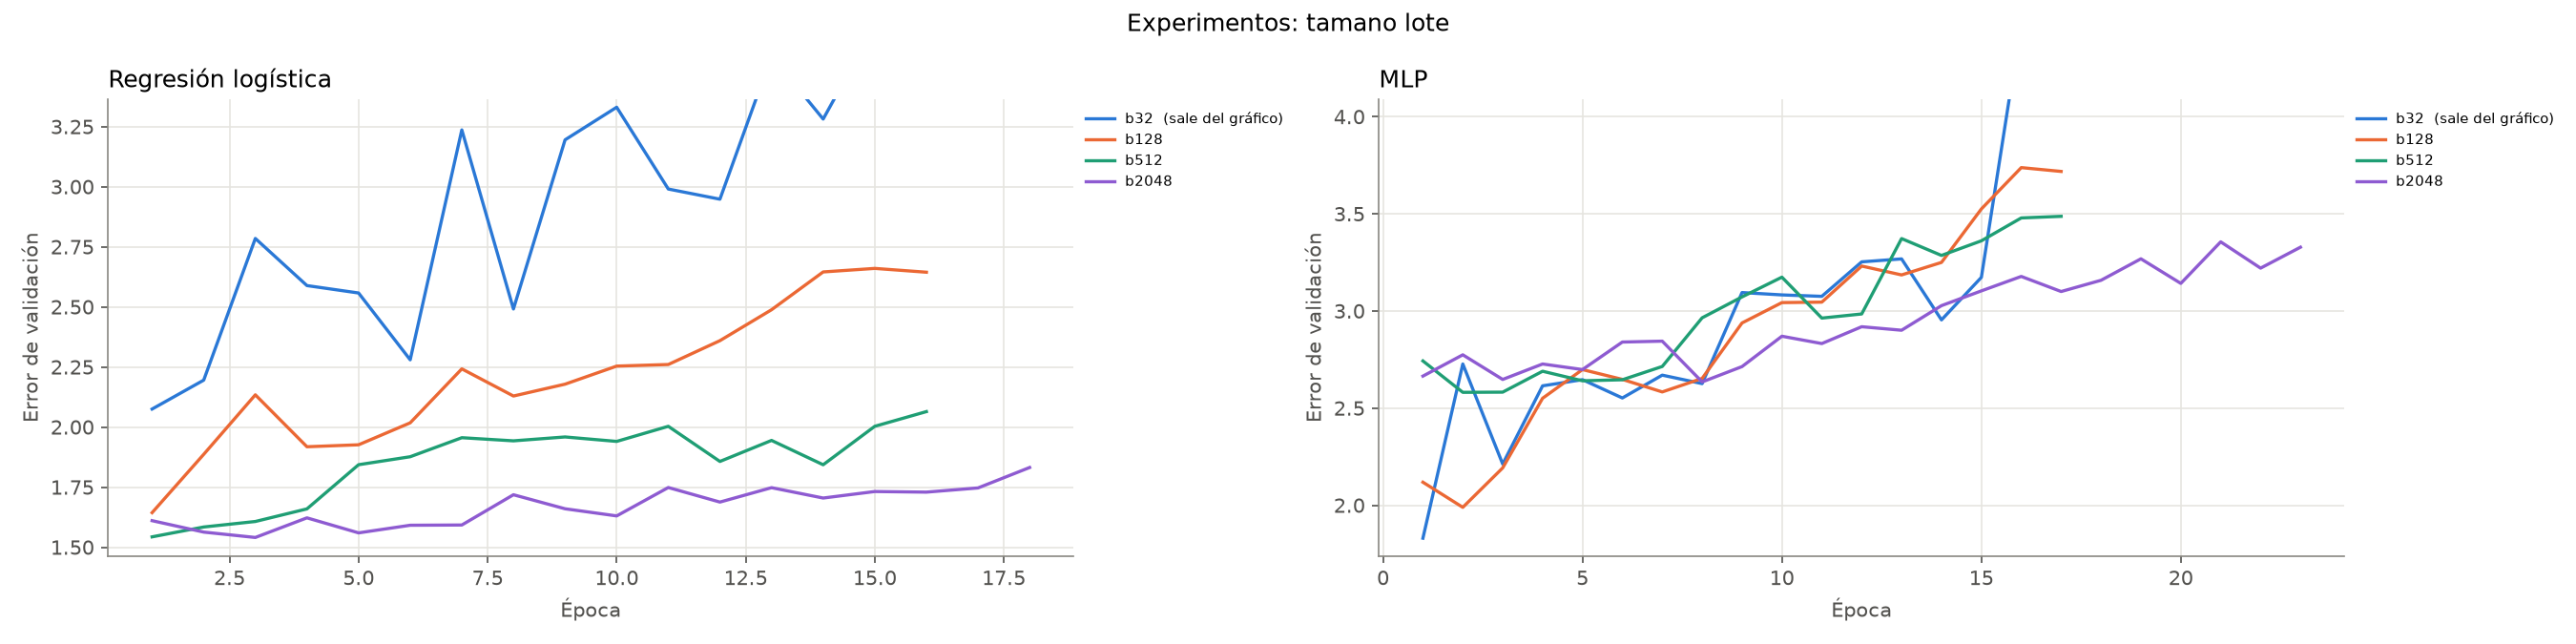 Experimentos: tamano lote
Regresión logística
Error de validación
3.25
3.00
2.75
2.50
2.25
2.00
1.75
1.50
2.5 5.0 7.5 10.0 12.5 15.0 17.5
Época
b32 (sale del gráfico)
b128
b512
b2048
MLP
Error de validación
4.0
3.5
3.0
2.5
2.0
0 5 10 15 20
Época
b32 (sale del gráfico)
b128
b512
b2048